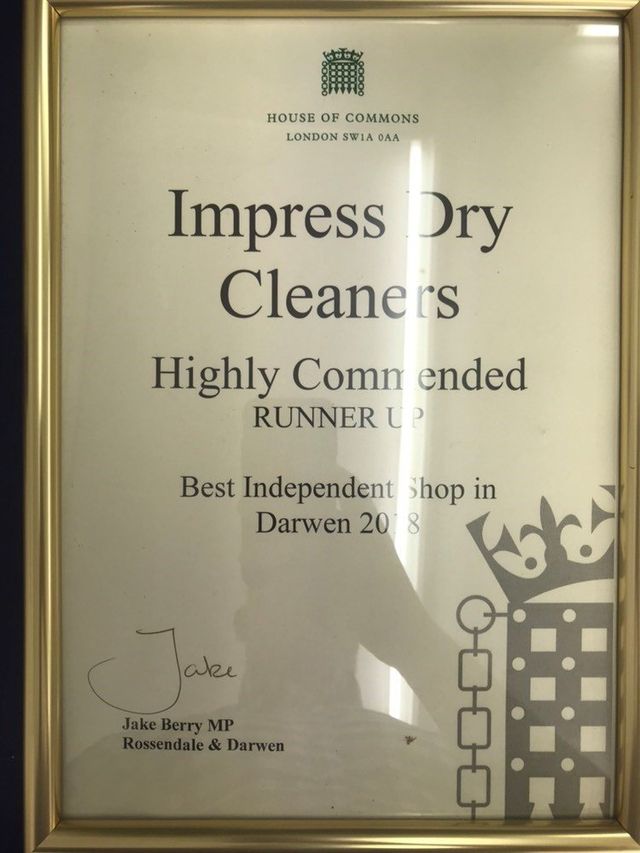 HOUSE OF COMMONS
LONDON SW1A 0AA
Impress Dry
Cleaners
Highly Commended
RUNNER UP
Best Independent Shop in
Darwen 2018
Jake
Jake Berry MP
Rossendale & Darwen